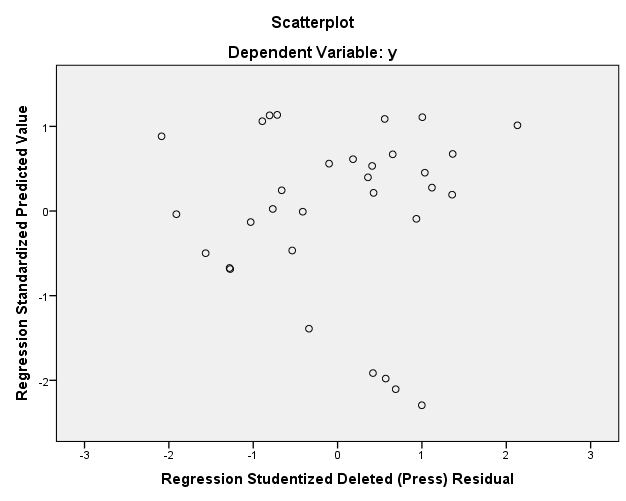 Scatterplot
Dependent Variable: y
Regression Standardized Predicted Value
1
0
-1
-2
-3 -2 -1 0 1 2 3
Regression Studentized Deleted (Press) Residual